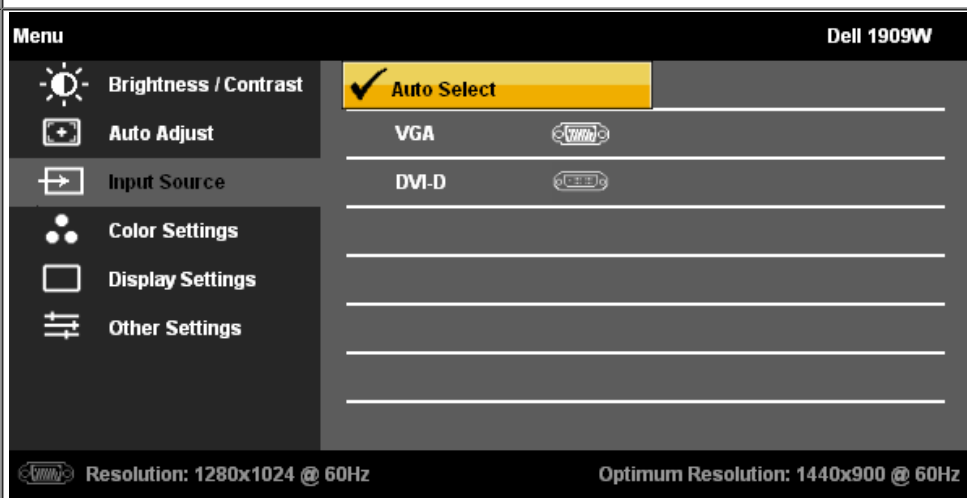 Menu Dell 1909W
Brightness / Contrast
Auto Adjust
Input Source
Color Settings
Display Settings
Other Settings
Auto Select
VGA
DVI-D
Resolution: 1280x1024 @ 60Hz Optimum Resolution: 1440x900 @ 60Hz